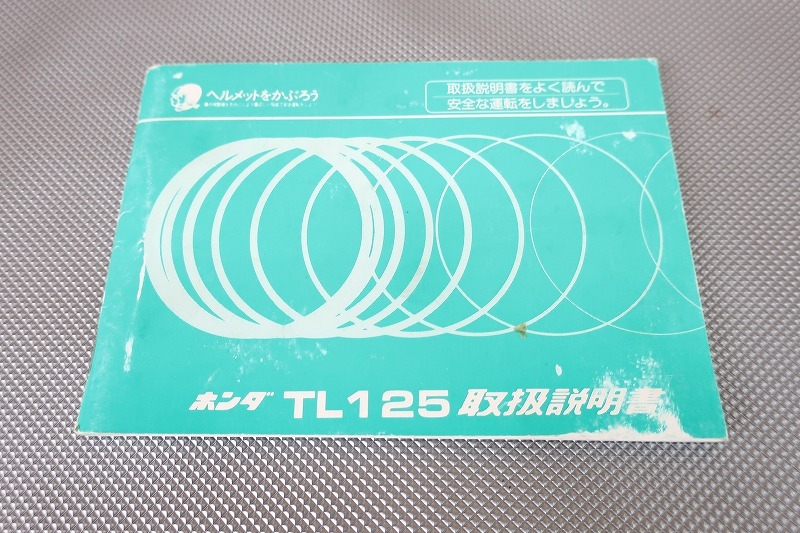 ヘルメットをかぶろう
取扱説明書をよく読んで
安全な運転をしましょう。
ホンダ TL125 取扱説明書